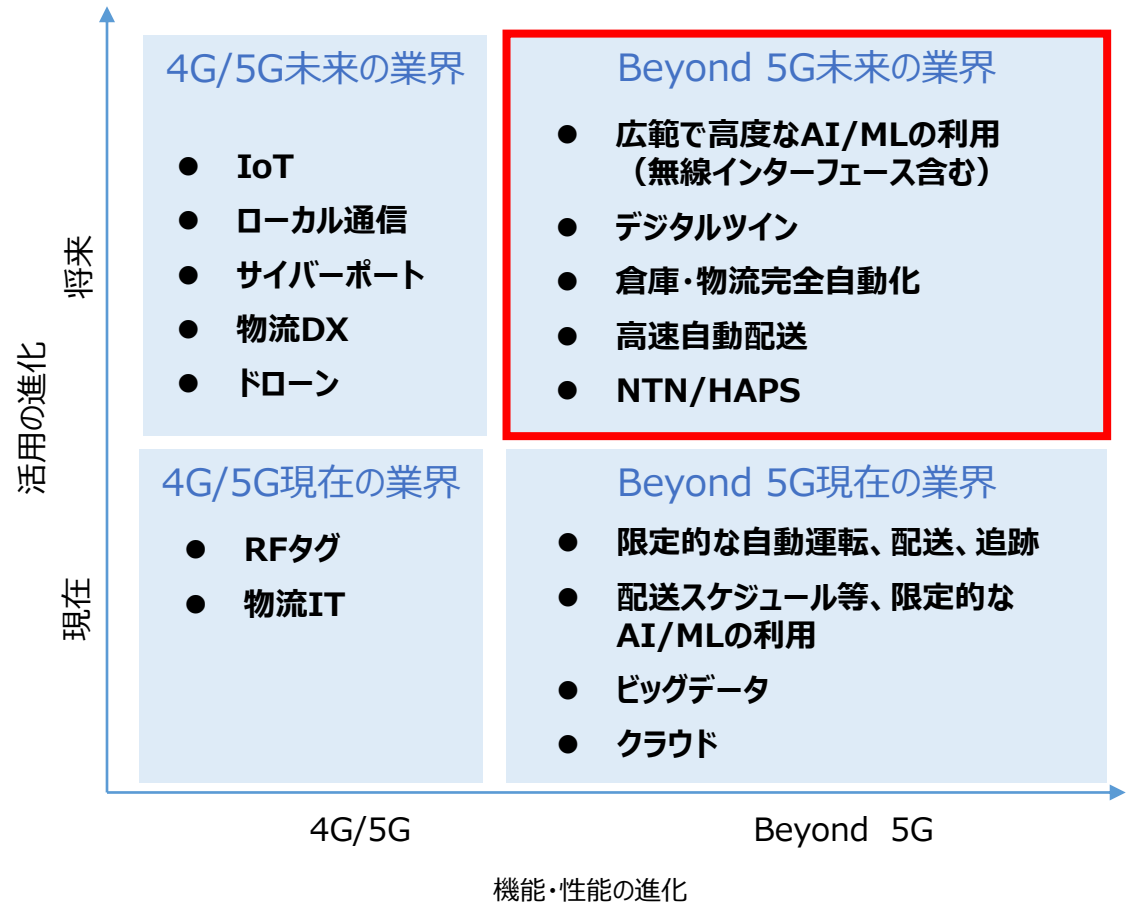 4G/5G未来の業界
● IoT
● ローカル通信
● サイバーポート
● 物流DX
● ドローン
Beyond 5G未来の業界
● 広範で高度なAI/MLの利用
（無線インターフェース含む）
● デジタルツイン
● 倉庫・物流完全自動化
● 高速自動配送
● NTN/HAPS
4G/5G現在の業界
● RFタグ
● 物流IT
Beyond 5G現在の業界
● 限定的な自動運転、配送、追跡
● 配送スケジュール等、限定的な
AI/MLの利用
● ビッグデータ
● クラウド
活用の進化
将来
現在
4G/5G
Beyond 5G
機能・性能の進化